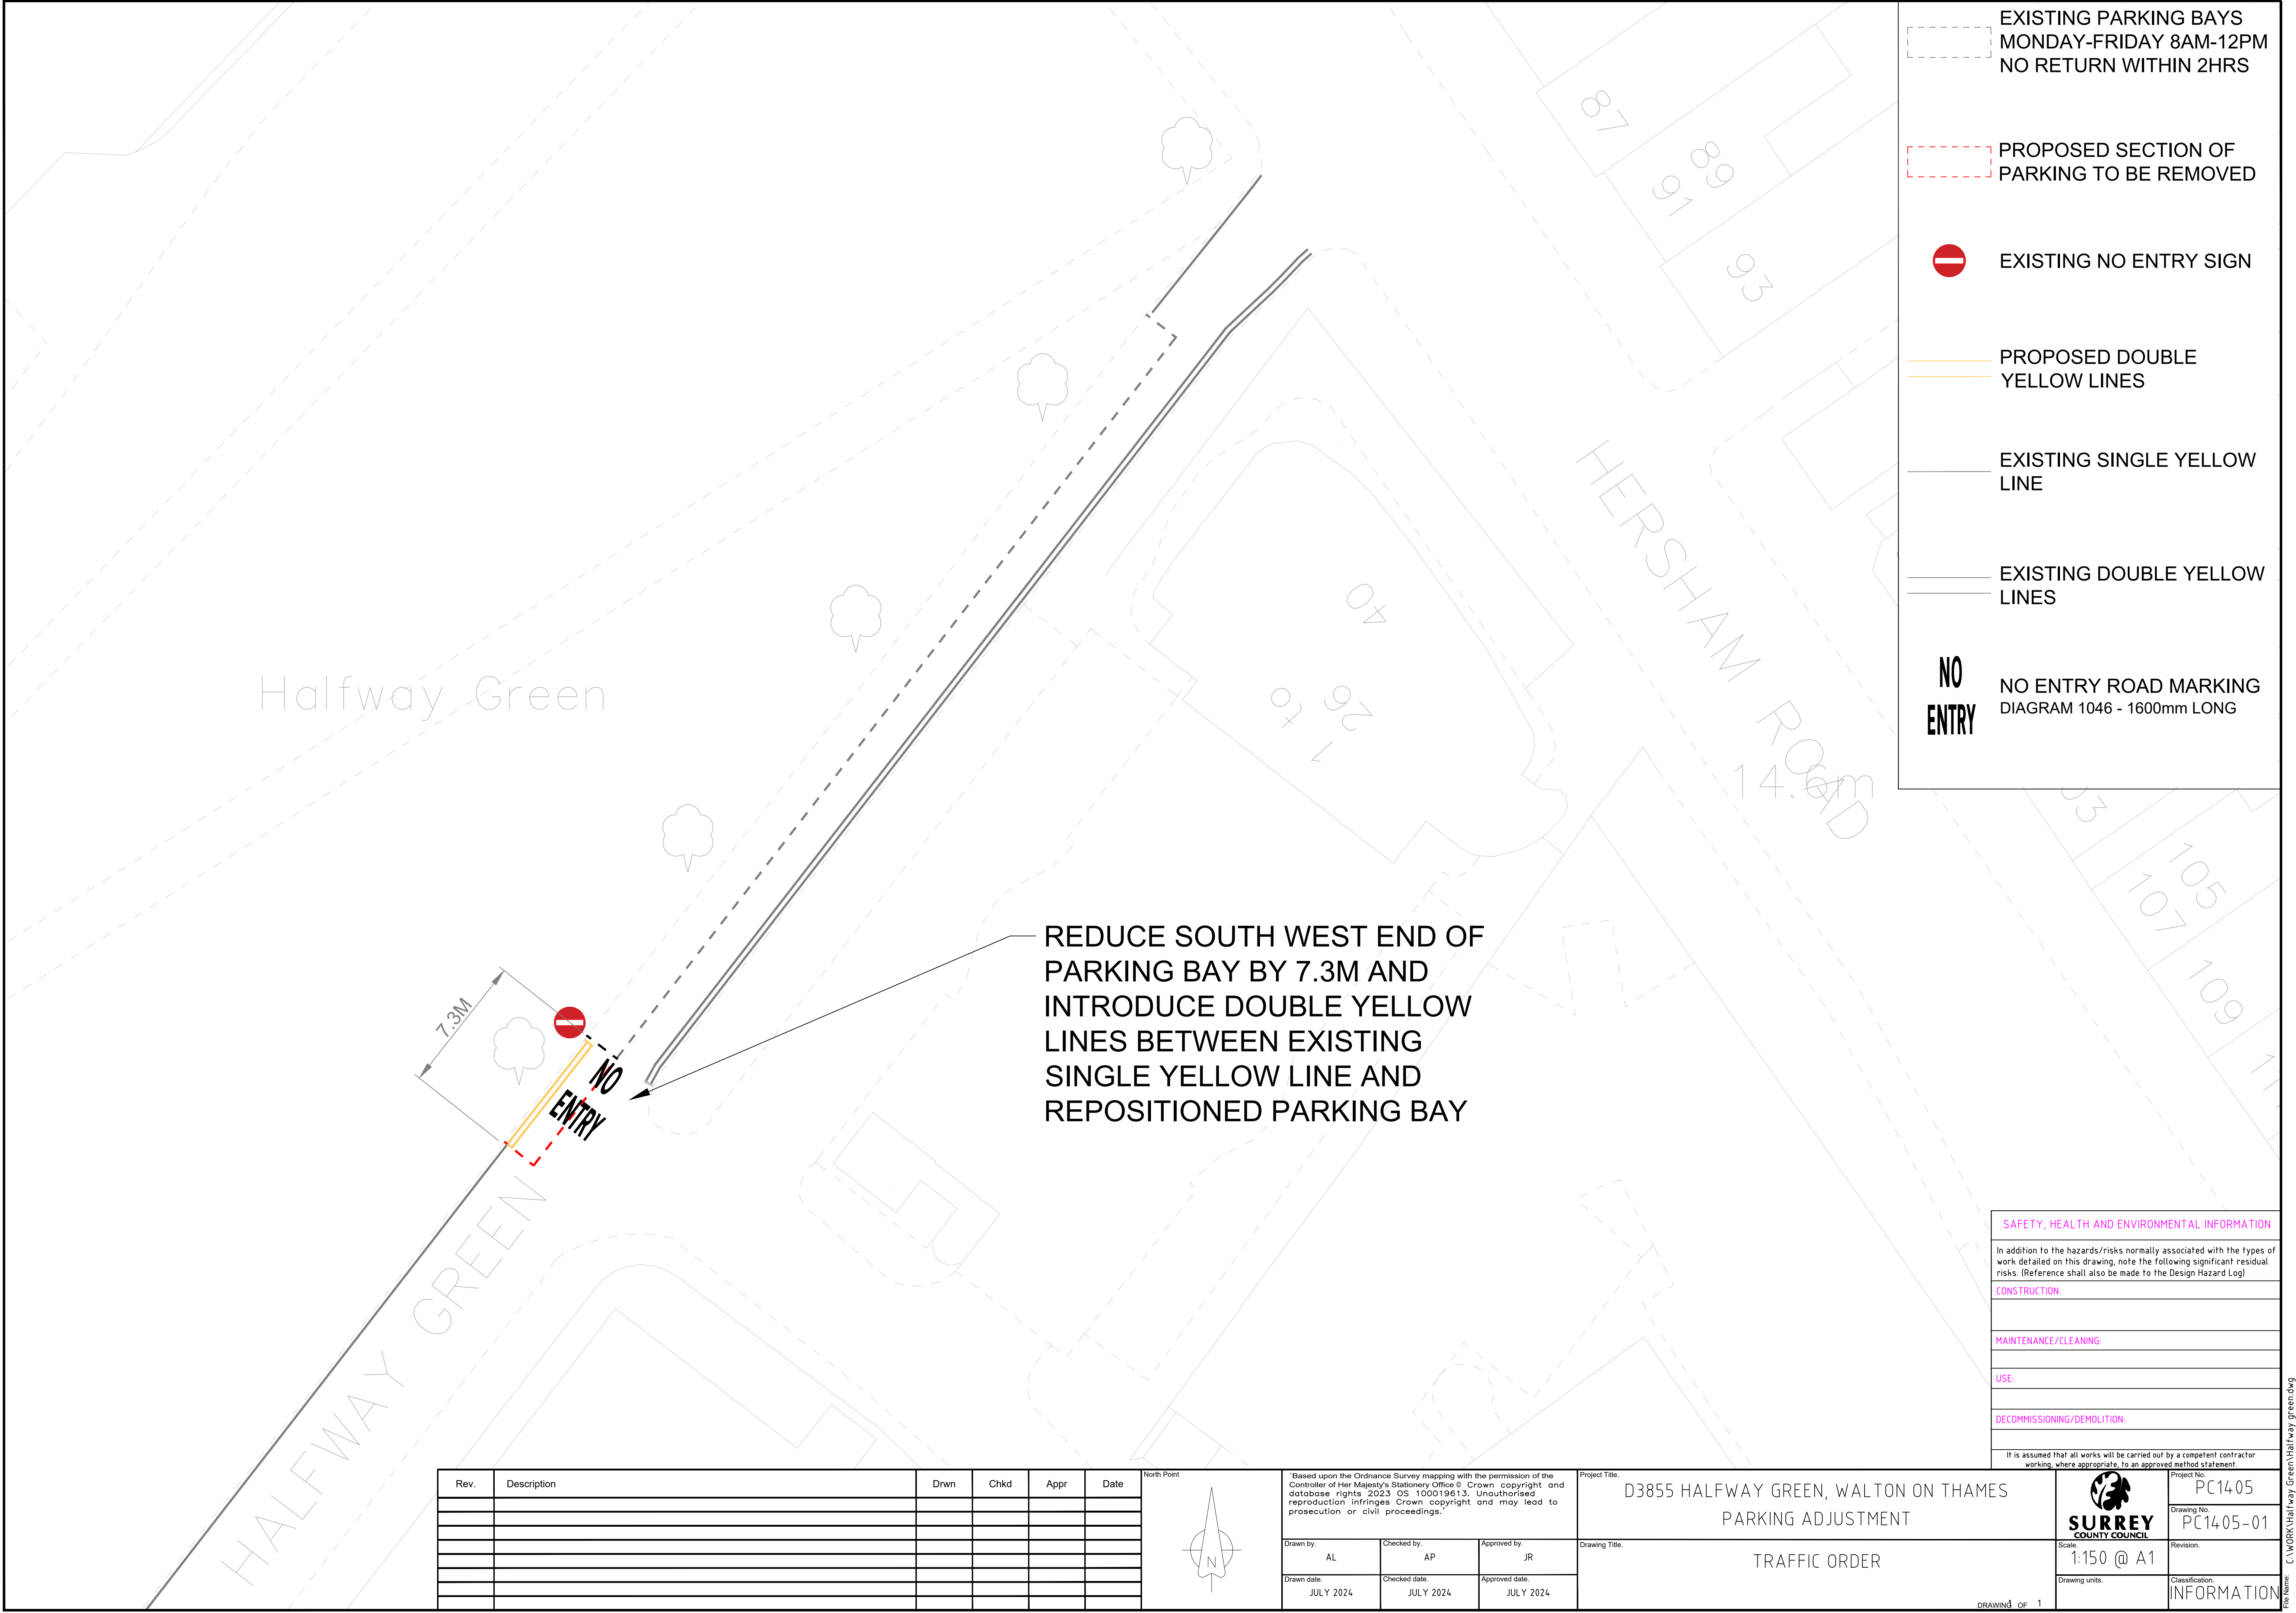 EXISTING PARKING BAYS
MONDAY-FRIDAY 8AM-12PM
NO RETURN WITHIN 2HRS
PROPOSED SECTION OF
PARKING TO BE REMOVED
EXISTING NO ENTRY SIGN
PROPOSED DOUBLE
YELLOW LINES
EXISTING SINGLE YELLOW
LINE
EXISTING DOUBLE YELLOW
LINES
NO
ENTRY
NO ENTRY ROAD MARKING
DIAGRAM 1046 - 1600mm LONG
87
89
91
93
HERSHAM ROAD
40
26
to
1
14.6m
103
105
107
109
Halfway Green
7.3M
NO
ENTRY
REDUCE SOUTH WEST END OF
PARKING BAY BY 7.3M AND
INTRODUCE DOUBLE YELLOW
LINES BETWEEN EXISTING
SINGLE YELLOW LINE AND
REPOSITIONED PARKING BAY
HALFWAY GREEN
SAFETY, HEALTH AND ENVIRONMENTAL INFORMATION
In addition to the hazards/risks normally associated with the types of
work detailed on this drawing, note the following significant residual
risks. (Reference shall also be made to the Design Hazard Log)
CONSTRUCTION:
MAINTENANCE/CLEANING:
USE:
DECOMMISSIONING/DEMOLITION:
It is assumed that all works will be carried out by a competent contractor
working, where appropriate, to an approved method statement.
Rev. Description Drwn Chkd Appr Date
North Point
N
'Based upon the Ordnance Survey mapping with the permission of the
Controller of Her Majesty's Stationery Office © Crown copyright and
database rights 2023 OS 100019613. Unauthorised
reproduction infringes Crown copyright and may lead to
prosecution or civil proceedings.'
Drawn by. AL
Checked by. AP
Approved by. JR
Drawn date. JULY 2024
Checked date. JULY 2024
Approved date. JULY 2024
Project Title.
D3855 HALFWAY GREEN, WALTON ON THAMES
PARKING ADJUSTMENT
Drawing Title.
TRAFFIC ORDER
DRAWING 1 OF 1
SURREY
COUNTY COUNCIL
Project No.
PC1405
Drawing No.
PC1405-01
Scale.
1:150 @ A1
Revision.
Drawing units.
Classification.
INFORMATION
File Name: C:\WORK\Halfway Green\Halfway green.dwg